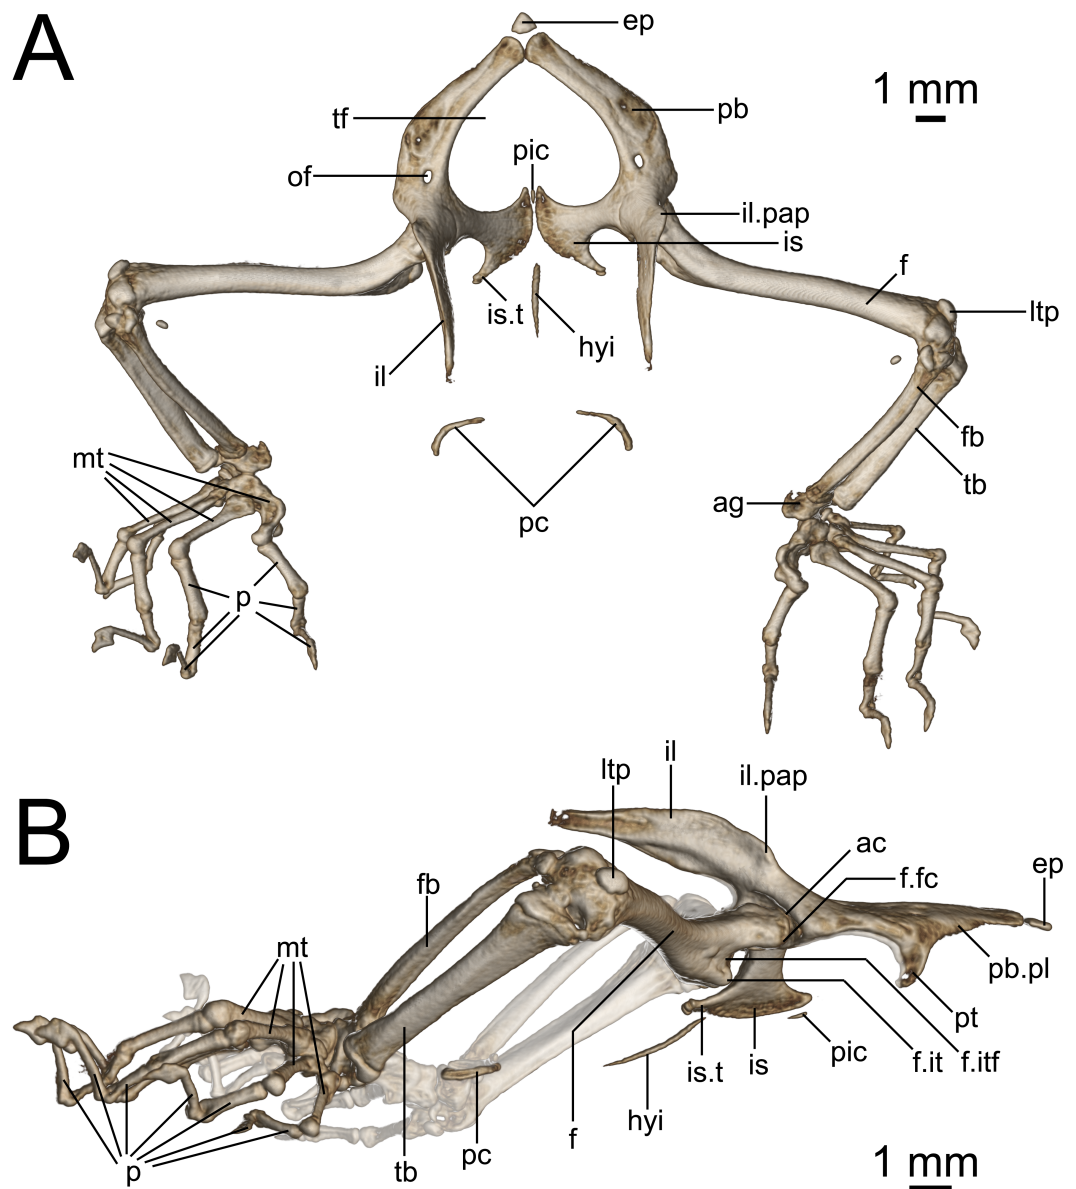 A
ep
1 mm
tf
pb
pic
of
il.pap
is
f
is.t
ltp
hyi
il
fb
mt
tb
ag
pc
p
B
il
ltp
il.pap
ac
f.fc
ep
fb
mt
pb.pl
pt
pic
f.it
f.itf
is
is.t
hyi
f
pc
tb
p
1 mm